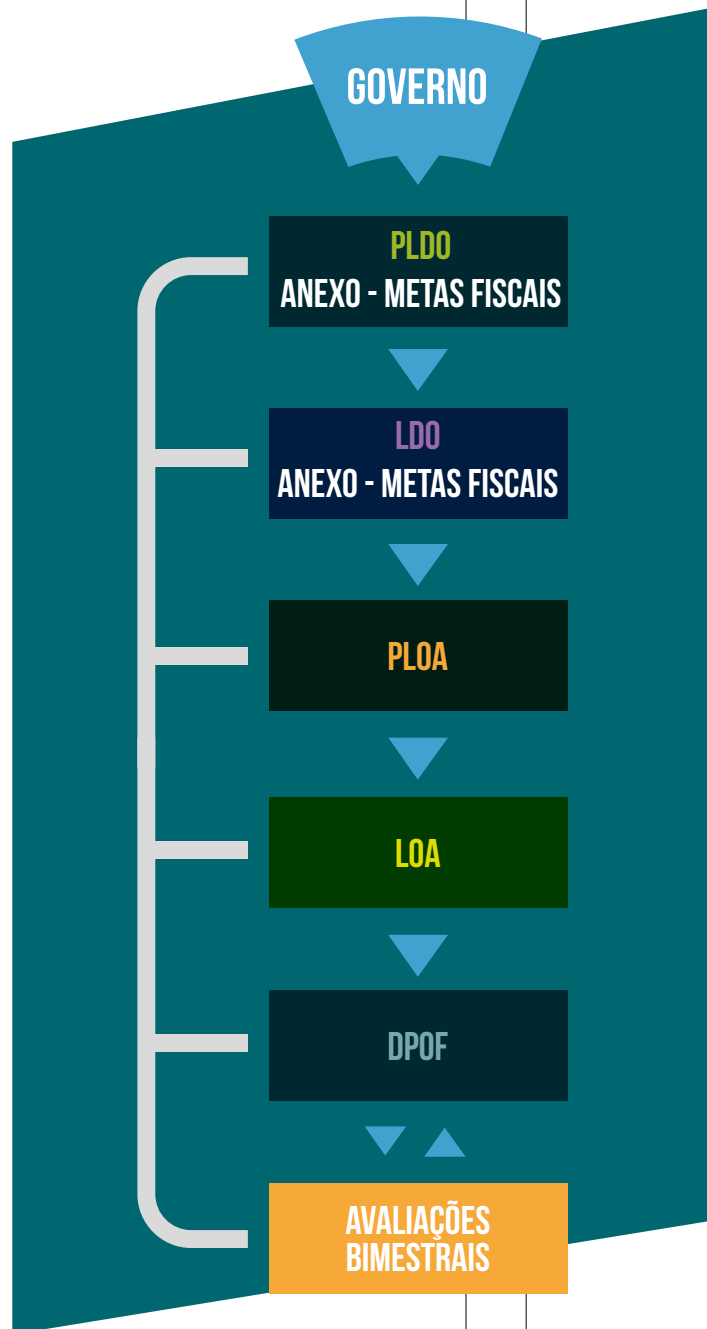 GOVERNO
PLDO
ANEXO - METAS FISCAIS
LDO
ANEXO - METAS FISCAIS
PLOA
LOA
DPOF
AVALIAÇÕES
BIMESTRAIS